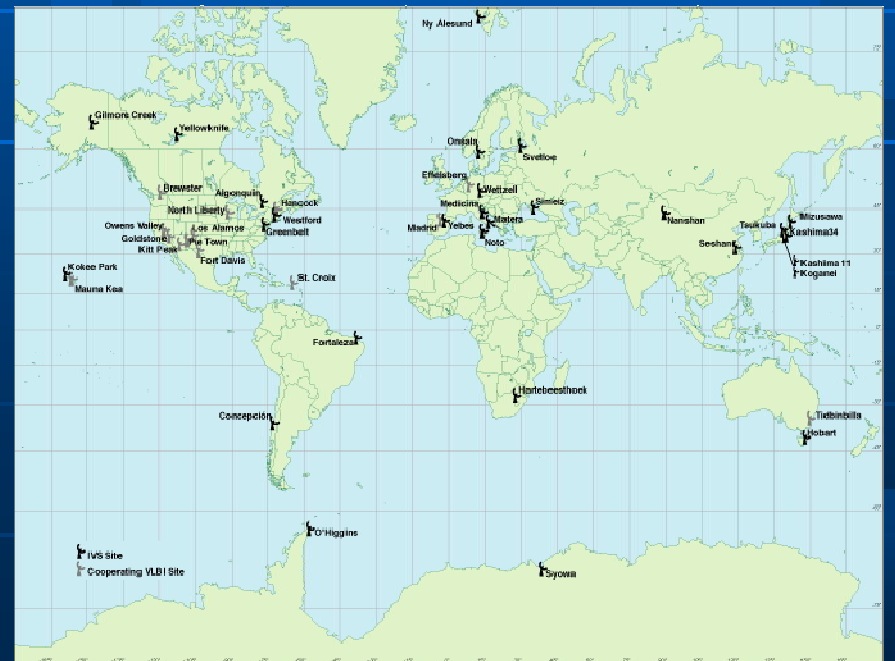 Ny Alesund
Gilmore Creek
Yellowknife
Onsala
Svetloe
Effelsberg
Brewster
Wettzell
Algonquin
Hancock
Medicina
Simeiz
North Liberty
Westford
Nanshan
Mizusawa
Owens Valley
Los Alamos
Greenbelt
Madrid
Yebes
Matera
Tsukuba
Kashima34
Goldstone
Pie Town
Noto
Seshan
Kitt Peak
Fort Davis
Kashima 11
Koganei
Kokee Park
Mauna Kea
St. Croix
Fortaleza
Hartebeesthoek
Concepción
Tidbinbilla
Hobart
O'Higgins
IVS Site
Cooperating VLBI Site
Syowa